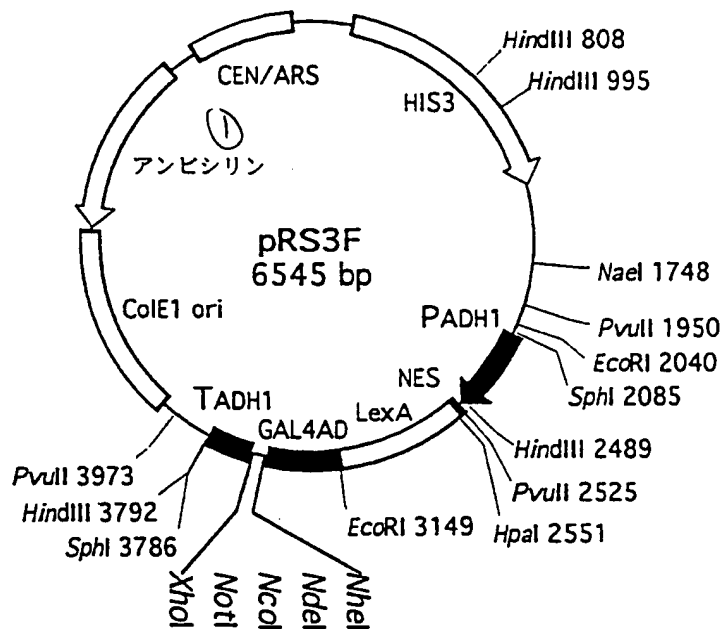 HindIII 808
HindIII 995
CEN/ARS
HIS3
①
アンピシリン
pRS3F
6545 bp
NaeI 1748
ColE1 ori
PADH1
PvuII 1950
EcoRI 2040
SphI 2085
NES
LexA
TADH1
GAL4AD
HindIII 2489
PvuII 2525
HpaI 2551
PvuII 3973
HindIII 3792
SphI 3786
EcoRI 3149
XhoI
NotI
NcoI
NdeI
NheI